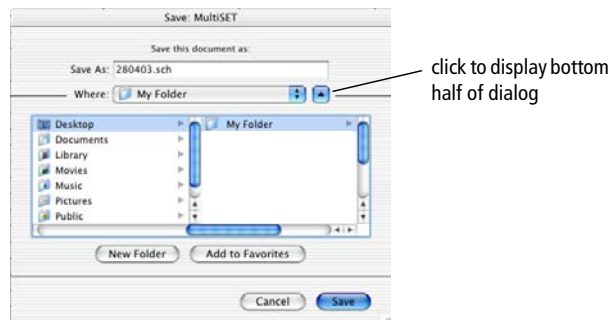 Save: MultiSET
Save this document as:
Save As: 280403.sch
Where: My Folder
click to display bottom
half of dialog
Desktop
My Folder
Documents
Library
Movies
Music
Pictures
Public
New Folder
Add to Favorites
Cancel
Save